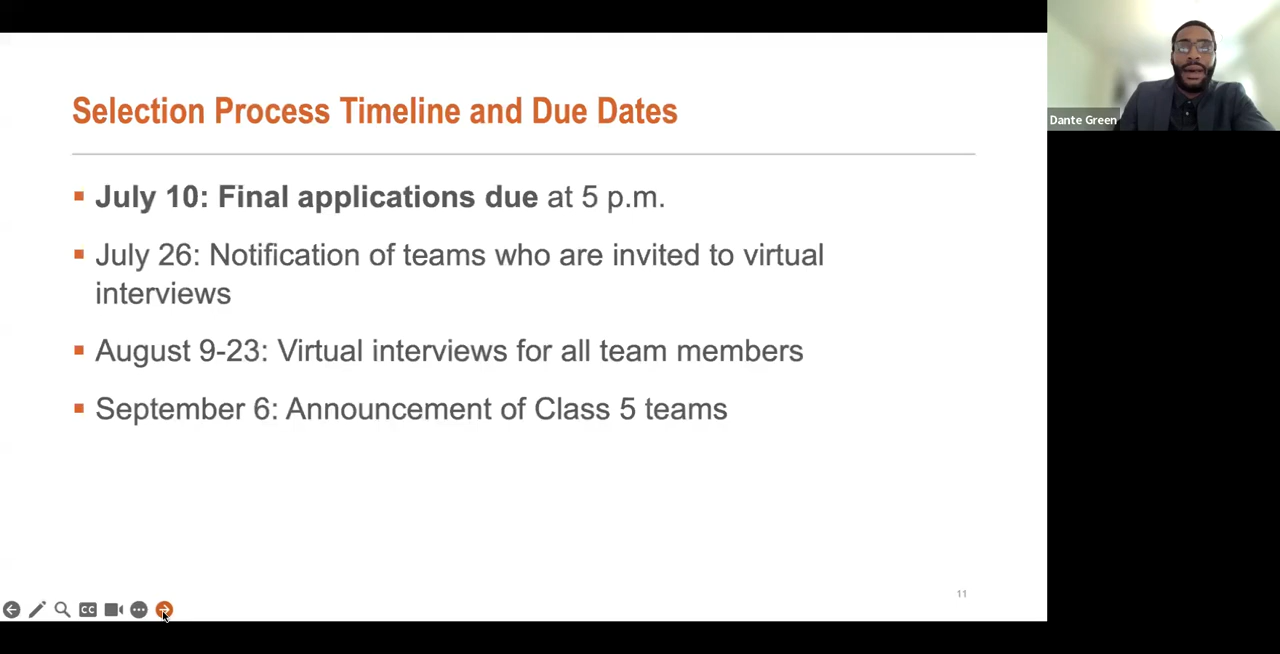 Selection Process Timeline and Due Dates
Dante Green
▪ July 10: Final applications due at 5 p.m.
▪ July 26: Notification of teams who are invited to virtual
interviews
▪ August 9-23: Virtual interviews for all team members
▪ September 6: Announcement of Class 5 teams
11
CC